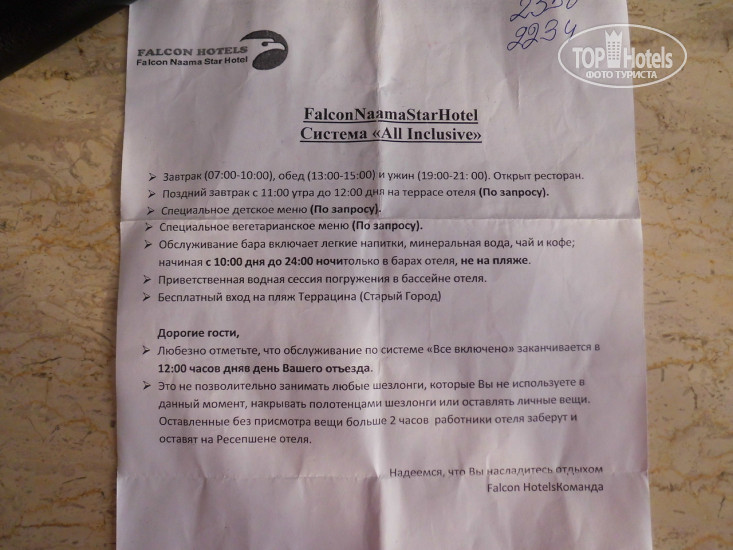 2234
TOP Hotels
ФОТО ТУРИСТА
FALCON HOTELS
Falcon Naama Star Hotel
FalconNaamaStarHotel
Система «All Inclusive»
➢ Завтрак (07:00-10:00), обед (13:00-15:00) и ужин (19:00-21: 00). Открыт ресторан.
➢ Поздний завтрак с 11:00 утра до 12:00 дня на террасе отеля (По запросу).
➢ Специальное детское меню (По запросу).
➢ Специальное вегетарианское меню (По запросу).
➢ Обслуживание бара включает легкие напитки, минеральная вода, чай и кофе;
начиная с 10:00 дня до 24:00 ночитолько в барах отеля, не на пляже.
➢ Приветственная водная сессия погружения в бассейне отеля.
➢ Бесплатный вход на пляж Террацина (Старый Город)
Дорогие гости,
➢ Любезно отметьте, что обслуживание по системе «Все включено» заканчивается в
12:00 часов дняв день Вашего отъезда.
➢ Это не позволительно занимать любые шезлонги, которые Вы не используете в
данный момент, накрывать полотенцами шезлонги или оставлять личные вещи.
Оставленные без присмотра вещи больше 2 часов работники отеля заберут и
оставят на Ресепшене отеля.
Надеемся, что Вы насладитесь отдыхом
Falcon HotelsКоманда